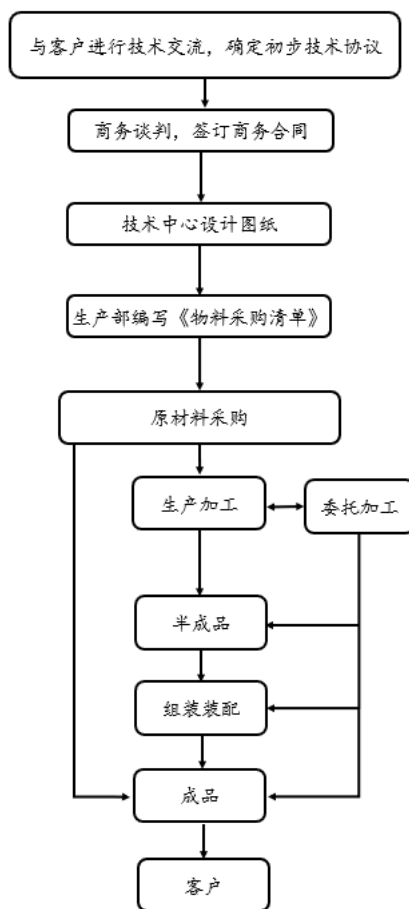 与客户进行技术交流，确定初步技术协议
商务谈判，签订商务合同
技术中心设计图纸
生产部编写《物料采购清单》
原材料采购
生产加工
委托加工
半成品
组装装配
成品
客户